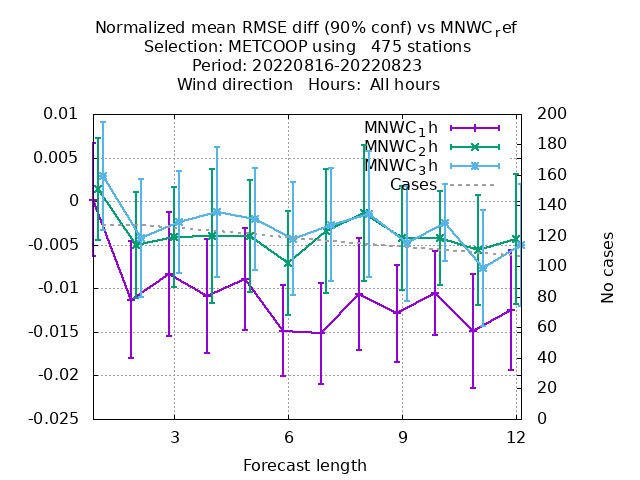 Normalized mean RMSE diff (90% conf) vs MNWC_ref
Selection: METCOOP using 475 stations
Period: 20220816-20220823
Wind direction Hours: All hours
0.01
0.005
0
-0.005
-0.01
-0.015
-0.02
-0.025
200
180
160
140
120
100
80
60
40
20
0
MNWC_1h
MNWC_2h
MNWC_3h
Cases
No cases
3 6 9 12
Forecast length